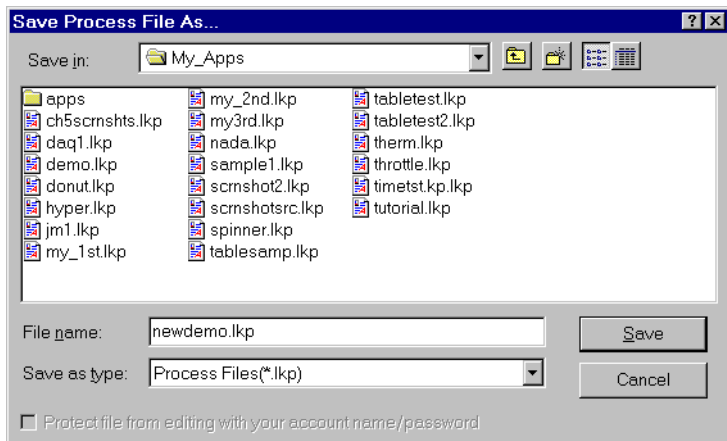 Save Process File As...
Save in: My_Apps
apps my_2nd.lkp tabletest.lkp
ch5scrnshts.lkp my3rd.lkp tabletest2.lkp
daq1.lkp nada.lkp therm.lkp
demo.lkp sample1.lkp throttle.lkp
donut.lkp scrnshot2.lkp timetst.kp.lkp
hyper.lkp scrnshotsrc.lkp tutorial.lkp
jm1.lkp spinner.lkp
my_1st.lkp tablesamp.lkp
File name: newdemo.lkp Save
Save as type: Process Files(*.lkp) Cancel
Protect file from editing with your account name/password